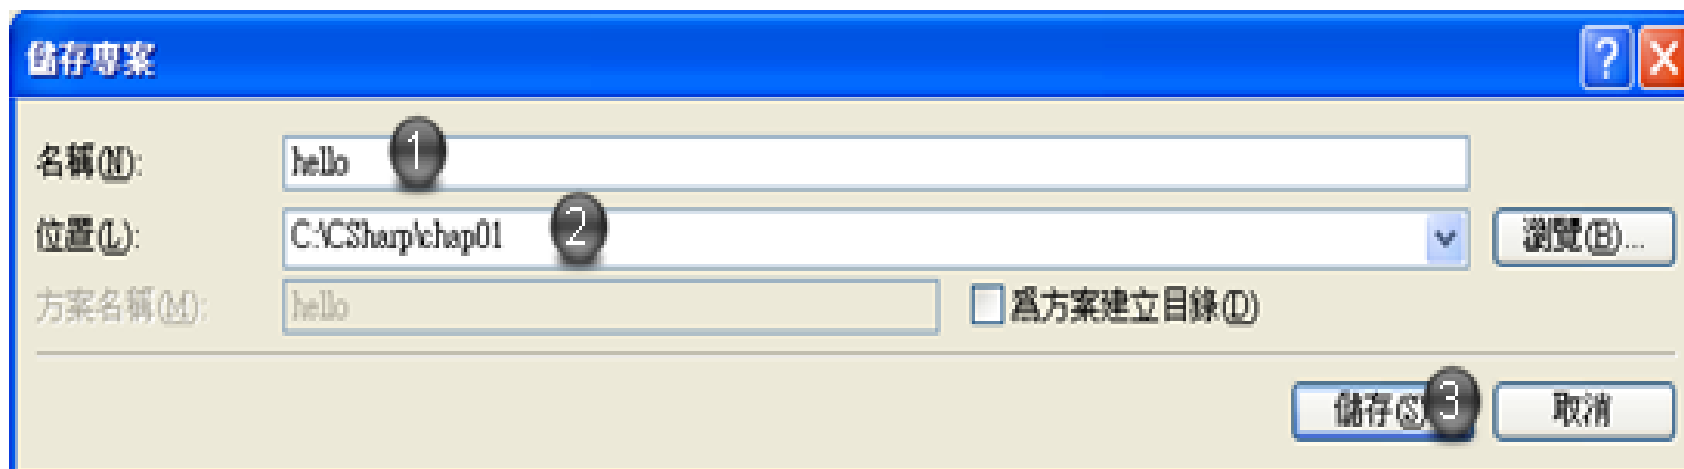 儲存專案
名稱(N): hello 1
位置(L): C:\CSharp\chap01 2 瀏覽(B)...
方案名稱(M): hello 為方案建立目錄(D)
儲存(S) 3 取消